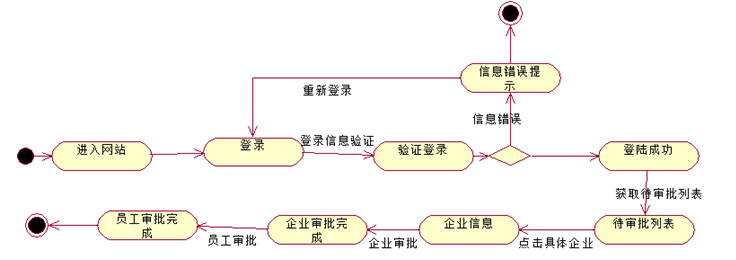 信息错误提
示
重新登录
信息错误
进入网站
登录
登录信息验证
验证登录
登陆成功
获取待审批列表
员工审批完
成
员工审批
企业审批完
成
企业审批
企业信息
点击具体企业
待审批列表